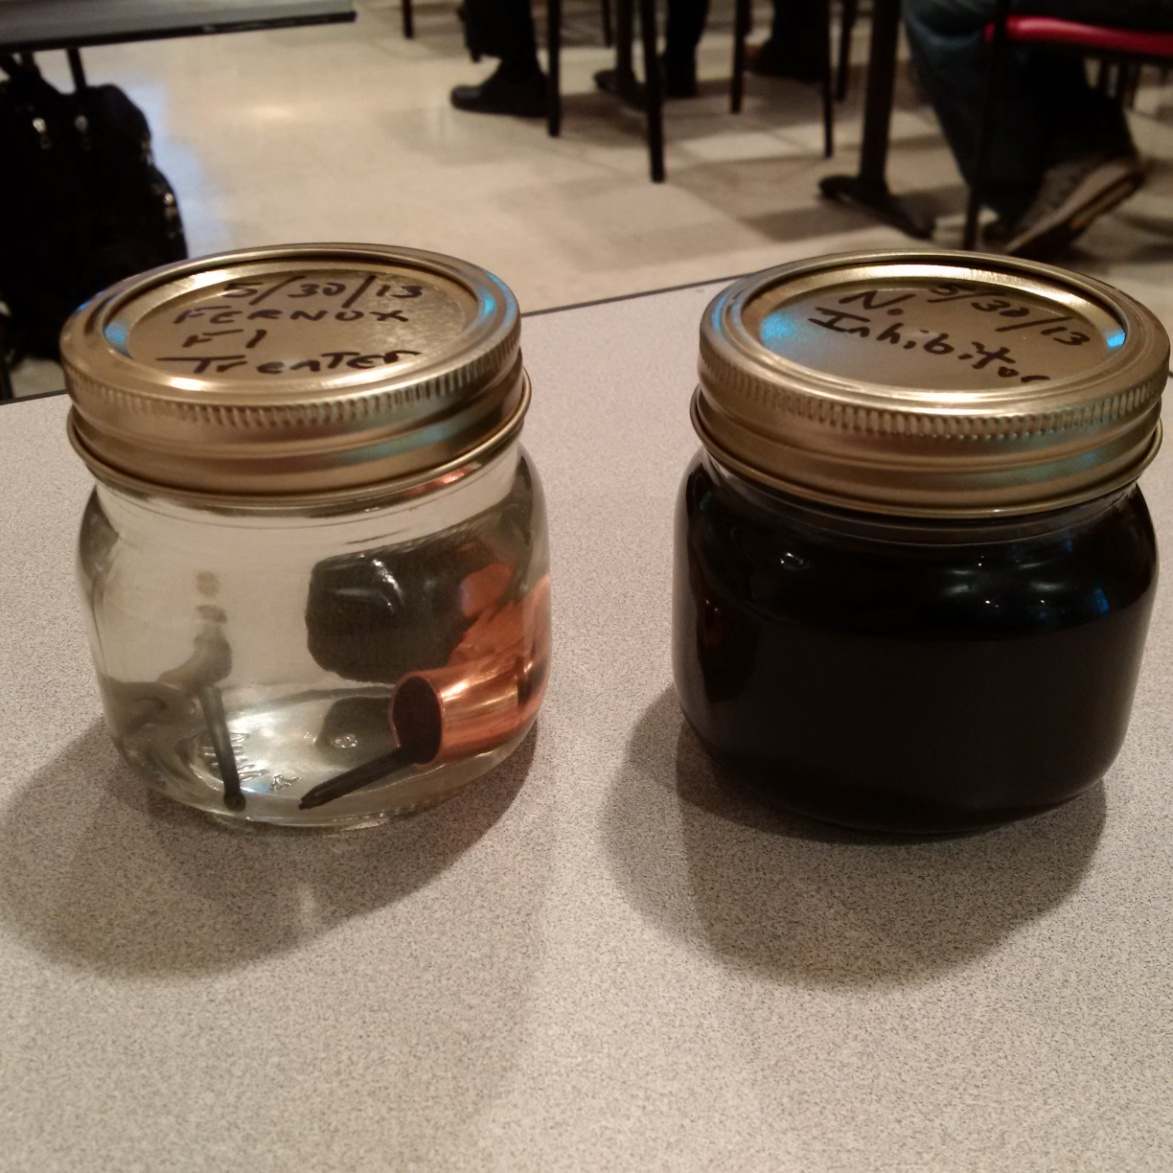 5/30/13
FERNOX
F1
Treater
5/30/13
No
Inhibitor